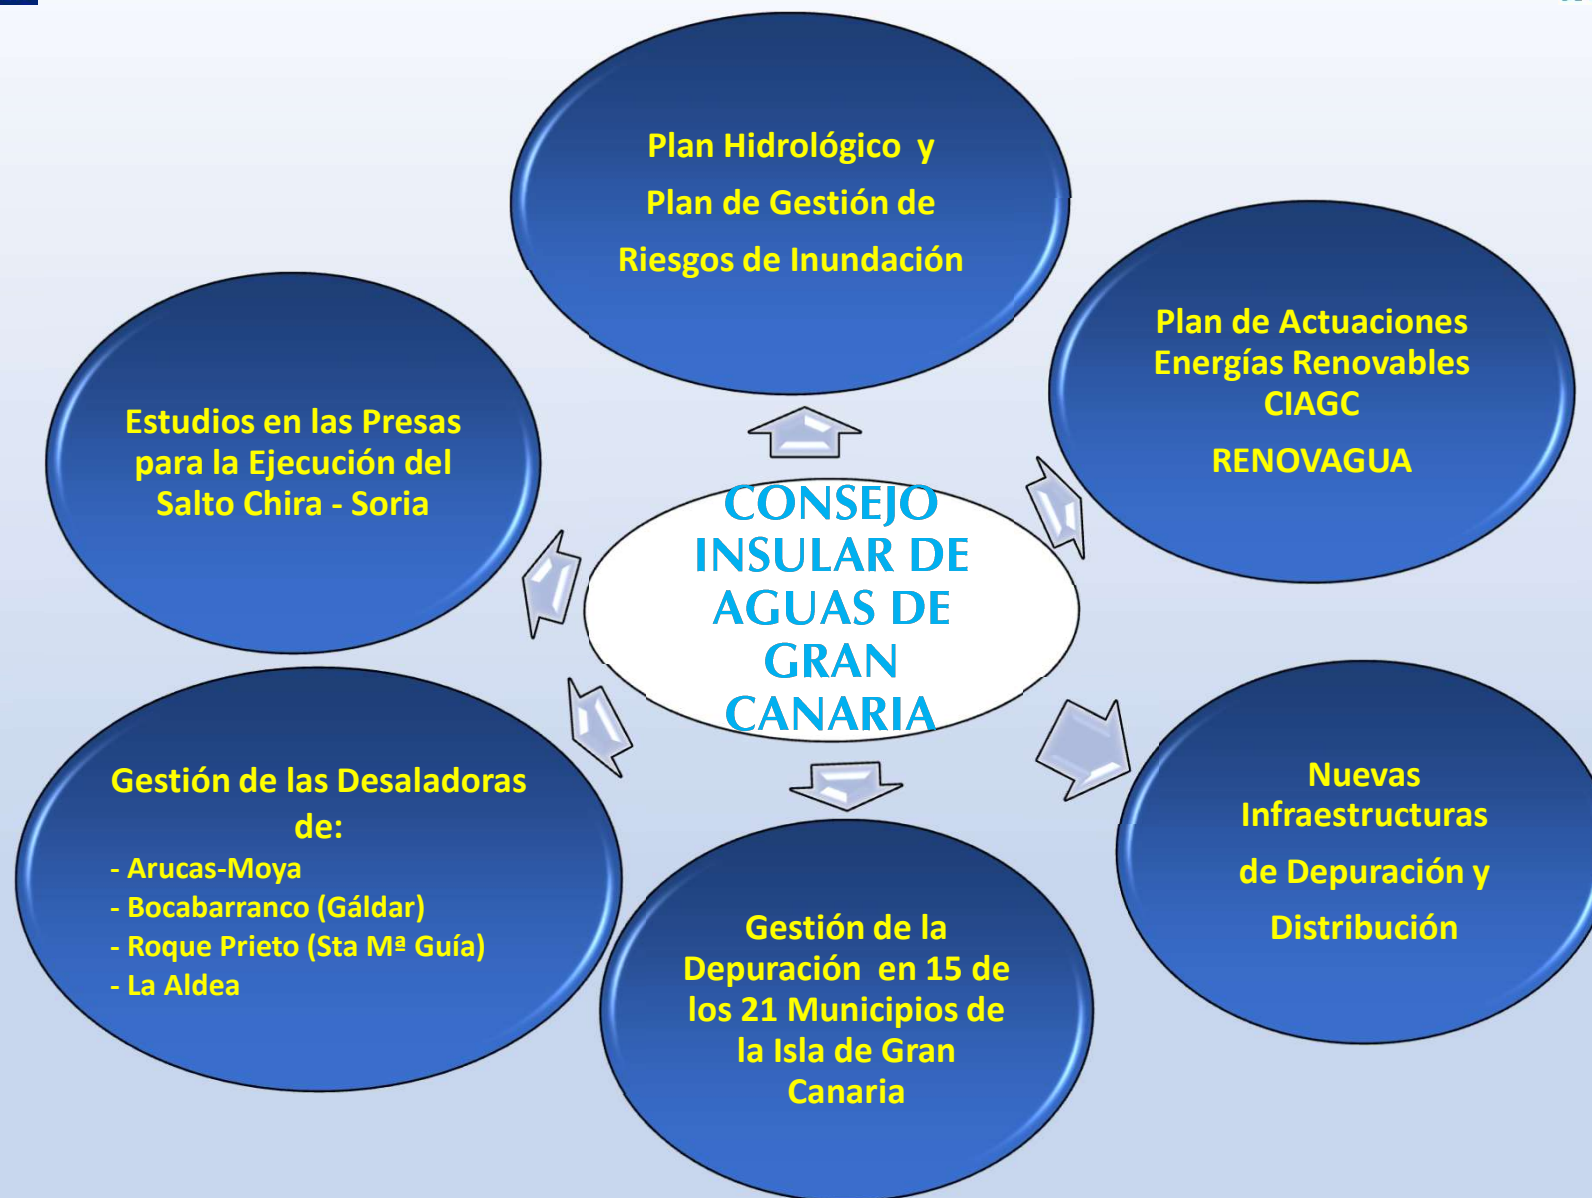 Plan Hidrológico y
Plan de Gestión de
Riesgos de Inundación
Plan de Actuaciones
Energías Renovables
CIAGC
RENOVAGUA
Estudios en las Presas
para la Ejecución del
Salto Chira - Soria
CONSEJO
INSULAR DE
AGUAS DE
GRAN
CANARIA
Nuevas
Infraestructuras
de Depuración y
Distribución
Gestión de las Desaladoras
de:
- Arucas-Moya
- Bocabarranco (Gáldar)
- Roque Prieto (Sta Mª Guía)
- La Aldea
Gestión de la
Depuración en 15 de
los 21 Municipios de
la Isla de Gran
Canaria